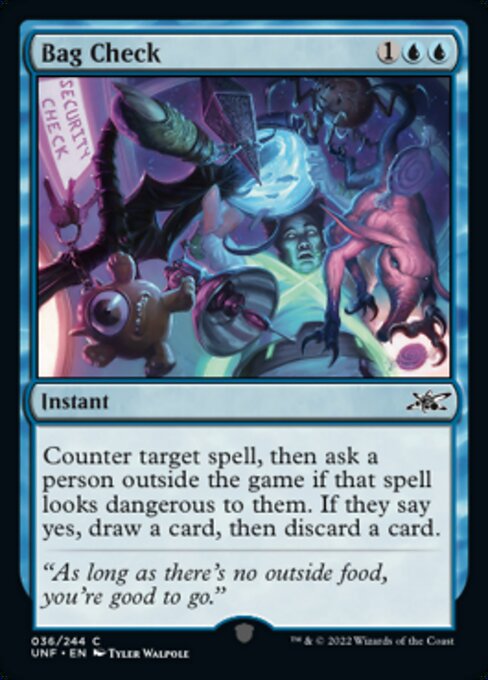 Bag Check 1
SECURITY
CHECK
Instant
Counter target spell, then ask a
person outside the game if that spell
looks dangerous to them. If they say
yes, draw a card, then discard a card.
“As long as there’s no outside food,
you’re good to go.”
036/244 C
UNF • EN TYLER WALPOLE
™ & © 2022 Wizards of the Coast